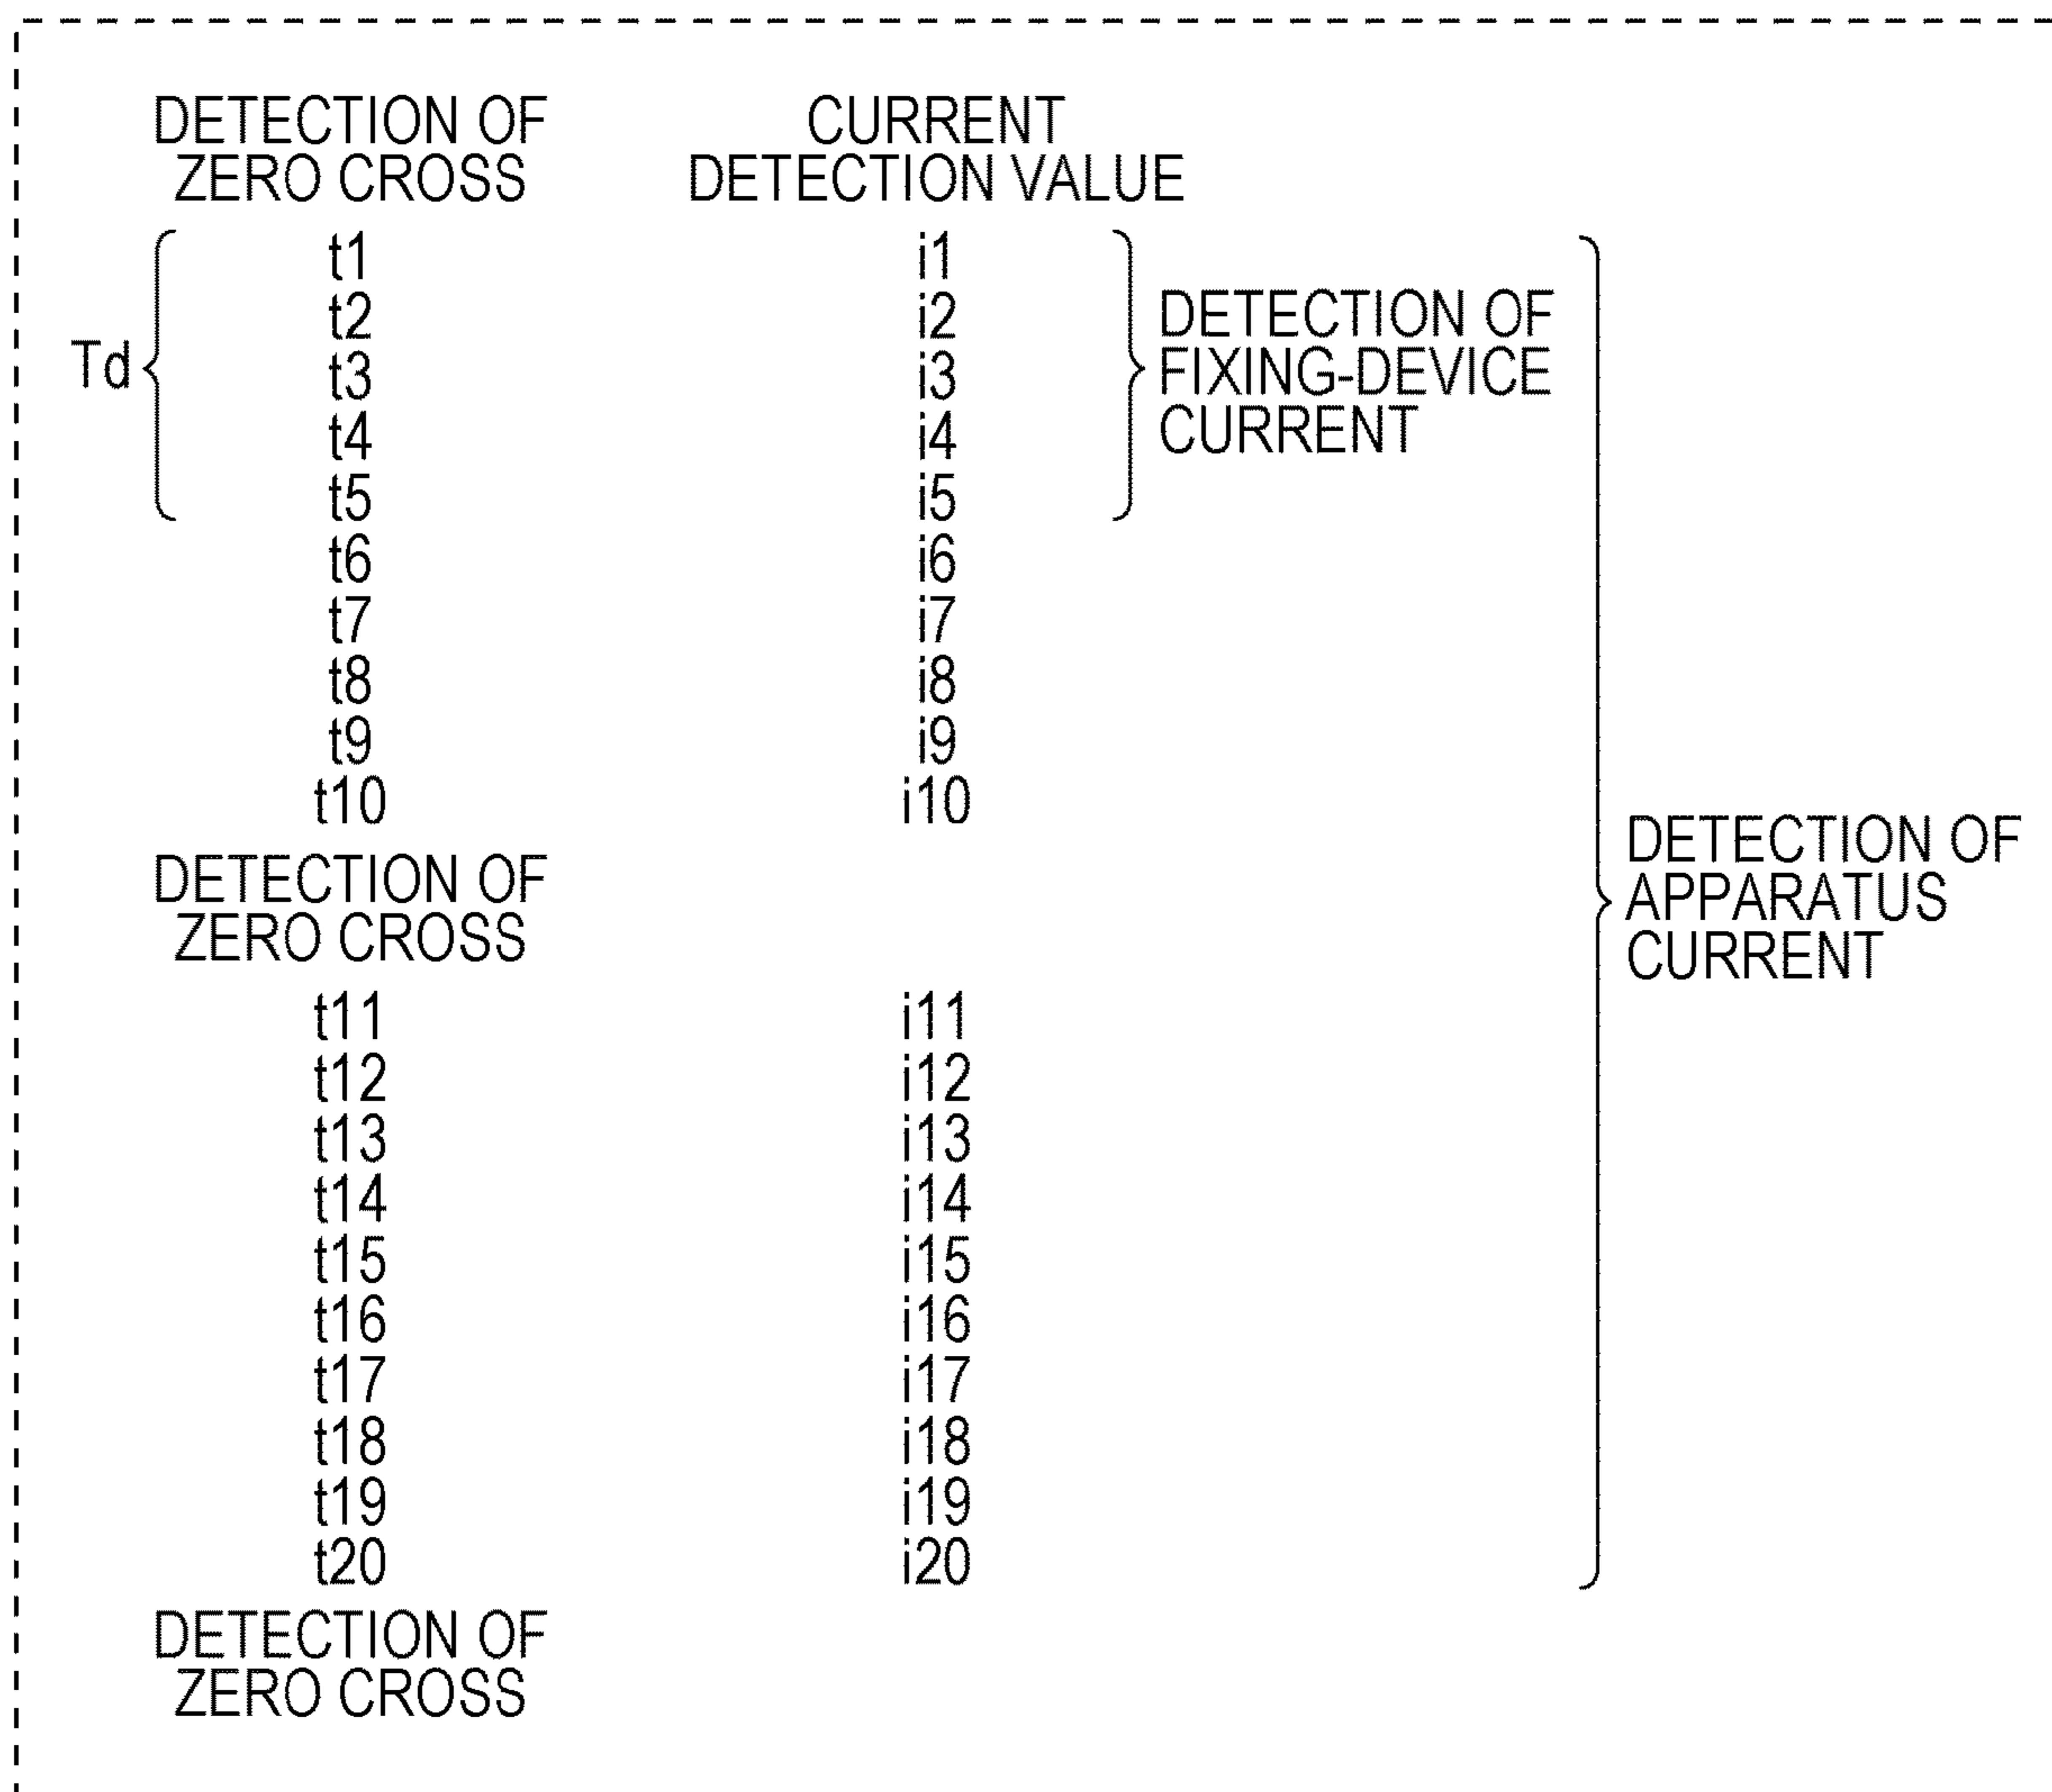 DETECTION OF
ZERO CROSS
CURRENT
DETECTION VALUE
Td
t1 i1
t2 i2
t3 i3
t4 i4
t5 i5
DETECTION OF
FIXING-DEVICE
CURRENT
t6 i6
t7 i7
t8 i8
t9 i9
t10 i10
DETECTION OF
ZERO CROSS
DETECTION OF
APPARATUS
CURRENT
t11 i11
t12 i12
t13 i13
t14 i14
t15 i15
t16 i16
t17 i17
t18 i18
t19 i19
t20 i20
DETECTION OF
ZERO CROSS